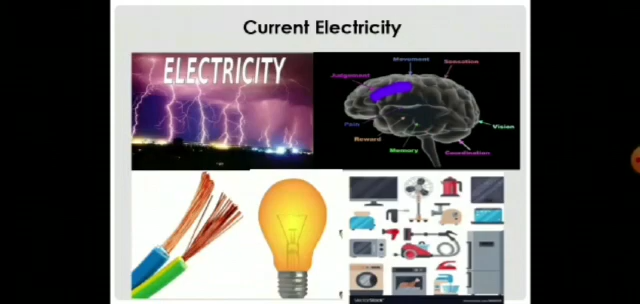 Current Electricity
ELECTRICITY
Movement
Sensation
Judgement
Pain
Vision
Reward
Memory
Coordination